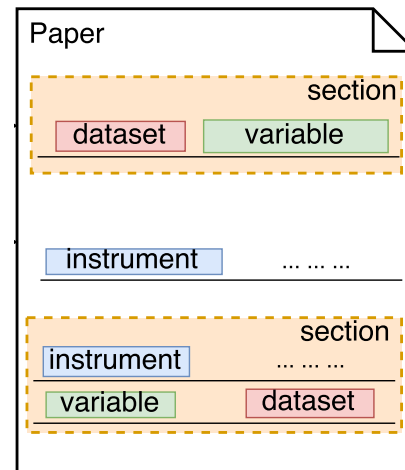 Paper
section
dataset variable
instrument ... ... ...
section
instrument ... ... ...
variable dataset